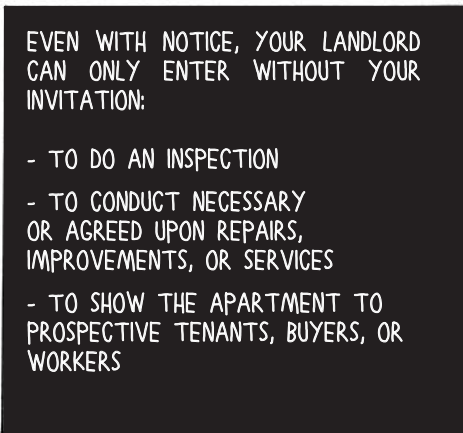 EVEN WITH NOTICE, YOUR LANDLORD
CAN ONLY ENTER WITHOUT YOUR
INVITATION:
- TO DO AN INSPECTION
- TO CONDUCT NECESSARY
OR AGREED UPON REPAIRS,
IMPROVEMENTS, OR SERVICES
- TO SHOW THE APARTMENT TO
PROSPECTIVE TENANTS, BUYERS, OR
WORKERS